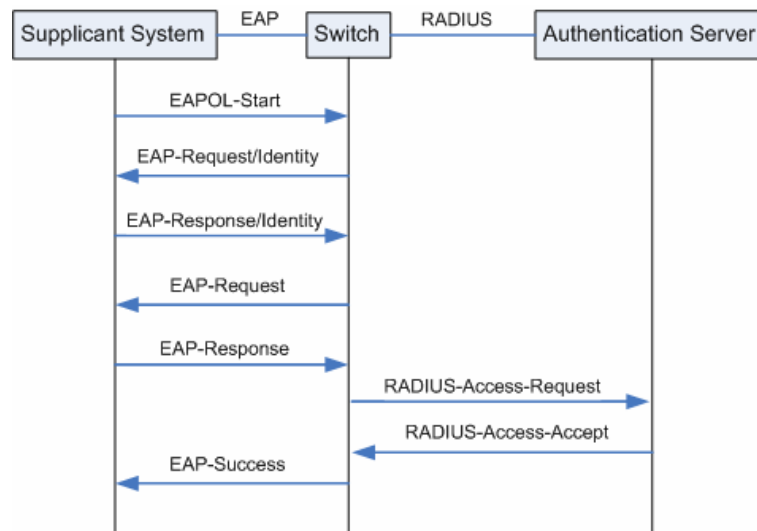 EAP
RADIUS
Supplicant System
Switch
Authentication Server
EAPOL-Start
EAP-Request/Identity
EAP-Response/Identity
EAP-Request
EAP-Response
RADIUS-Access-Request
RADIUS-Access-Accept
EAP-Success